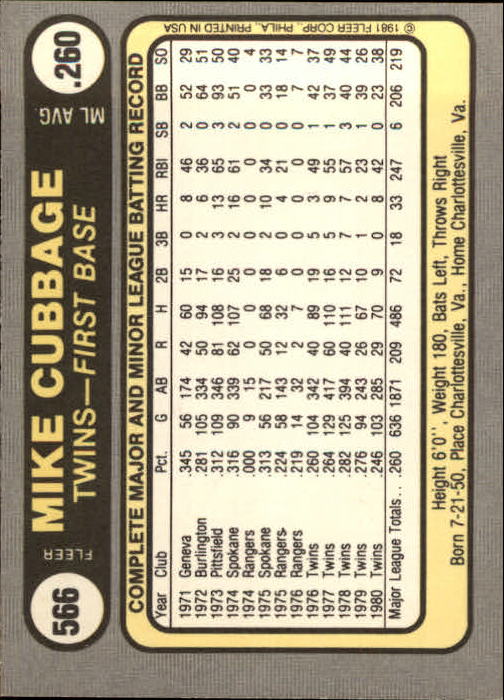 566
FLEER
MIKE CUBBAGE
TWINS—FIRST BASE
ML AVG.
.260
COMPLETE MAJOR AND MINOR LEAGUE BATTING RECORD
Year Club Pct. G AB R H 2B 3B HR RBI SB BB SO
1971 Geneva .345 56 174 42 60 15 0 8 46 2 52 29
1972 Burlington .281 105 334 50 94 17 2 6 36 0 64 51
1973 Pittsfield .312 109 346 81 108 16 3 13 65 3 93 50
1974 Spokane .316 90 339 62 107 25 2 16 61 2 51 40
1974 Rangers .000 9 15 0 0 0 0 0 0 0 0 4
1975 Spokane .313 56 217 50 68 18 2 10 34 0 33 33
1975 Rangers .224 58 143 12 32 6 0 4 21 0 18 14
1976 Rangers .219 14 32 2 7 0 0 0 0 0 7 7
1976 Twins .260 104 342 40 89 19 5 3 49 1 42 37
1977 Twins .264 129 417 60 110 16 5 9 55 1 37 49
1978 Twins .282 125 394 40 111 12 7 7 57 3 40 44
1979 Twins .276 94 243 26 67 10 1 2 23 1 39 26
1980 Twins .246 103 285 29 70 9 0 8 42 0 23 38
Major League Totals... .260 636 1871 209 486 72 18 33 247 6 206 219
Height 6'0'', Weight 180, Bats Left, Throws Right
Born 7-21-50, Place Charlottesville, Va., Home Charlottesville, Va.
© 1981 FLEER CORP., PHILA., PRINTED IN USA